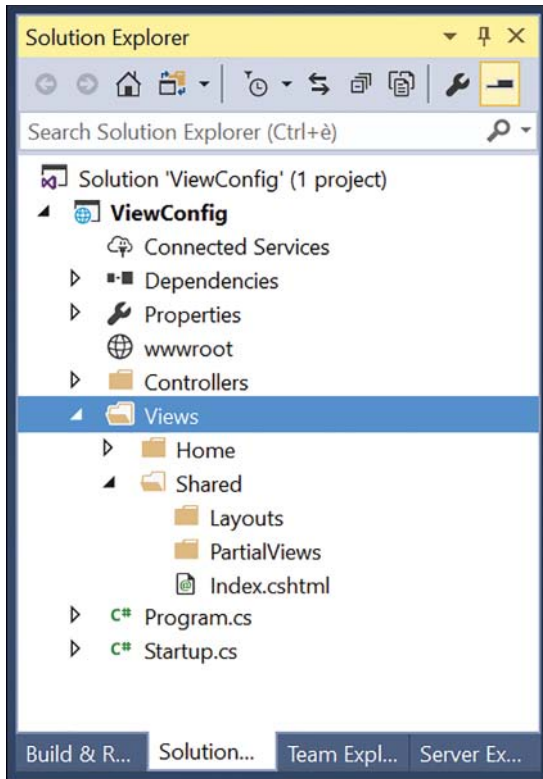 Solution Explorer
Search Solution Explorer (Ctrl+è)
Solution 'ViewConfig' (1 project)
ViewConfig
Connected Services
Dependencies
Properties
wwwroot
Controllers
Views
Home
Shared
Layouts
PartialViews
Index.cshtml
C# Program.cs
C# Startup.cs
Build & R... Solution... Team Expl... Server Ex...